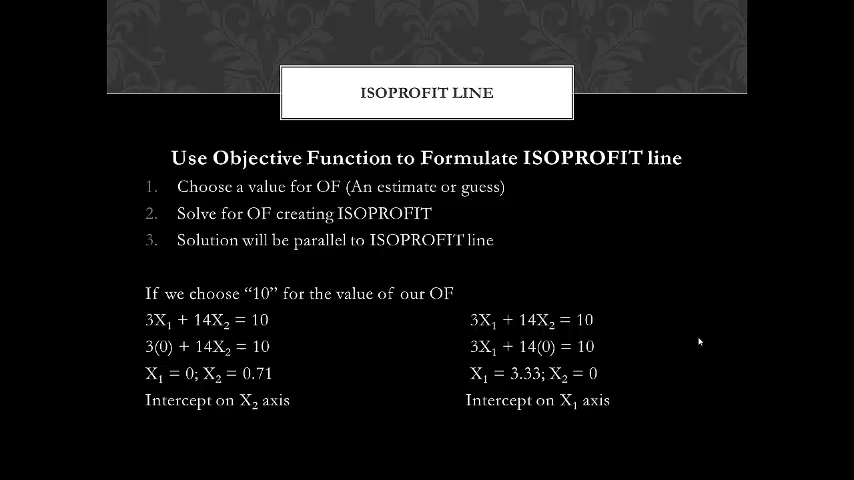 ISOPROFIT LINE
Use Objective Function to Formulate ISOPROFIT line
1. Choose a value for OF (An estimate or guess)
2. Solve for OF creating ISOPROFIT
3. Solution will be parallel to ISOPROFIT line
If we choose “10” for the value of our OF
3X₁ + 14X₂ = 10
3(0) + 14X₂ = 10
X₁ = 0; X₂ = 0.71
Intercept on X₂ axis
3X₁ + 14X₂ = 10
3X₁ + 14(0) = 10
X₁ = 3.33; X₂ = 0
Intercept on X₁ axis